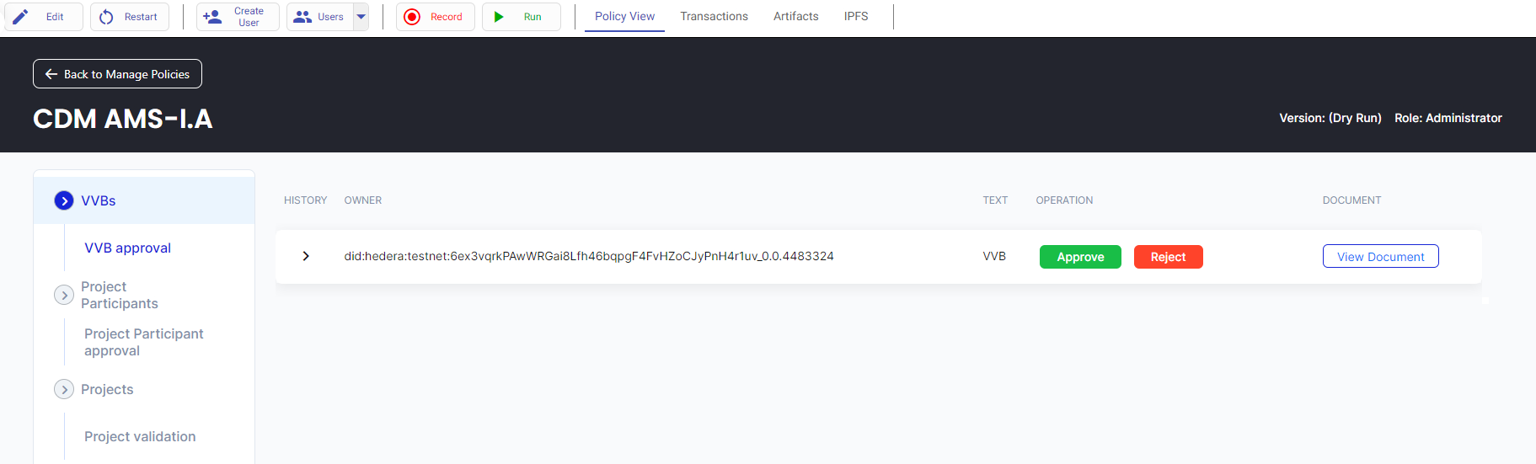 Edit
Restart
Create
User
Users
Record
Run
Policy View
Transactions
Artifacts
IPFS
Back to Manage Policies
CDM AMS-I.A
Version: (Dry Run) Role: Administrator
VVBs
VVB approval
Project
Participants
Project Participant
approval
Projects
Project validation
HISTORY OWNER TEXT OPERATION DOCUMENT
did:hedera:testnet:6ex3vqrkPAwWRGai8Lfh46bqpgF4FvHZoCJyPnH4r1uv_0.0.4483324 VVB Approve Reject View Document